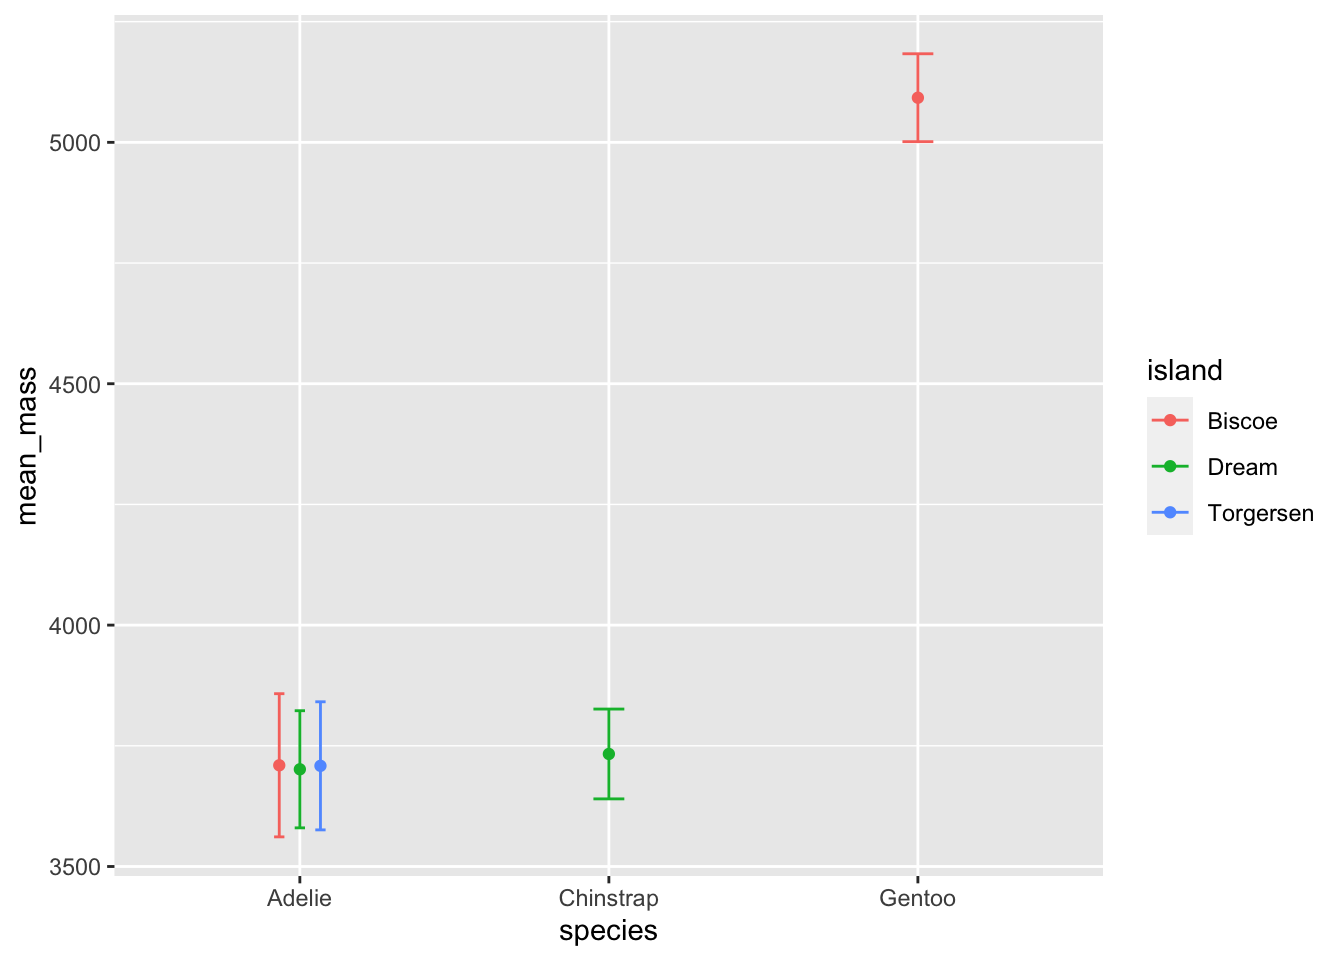 mean_mass
5000
4500
4000
3500
Adelie
Chinstrap
Gentoo
species
island
Biscoe
Dream
Torgersen